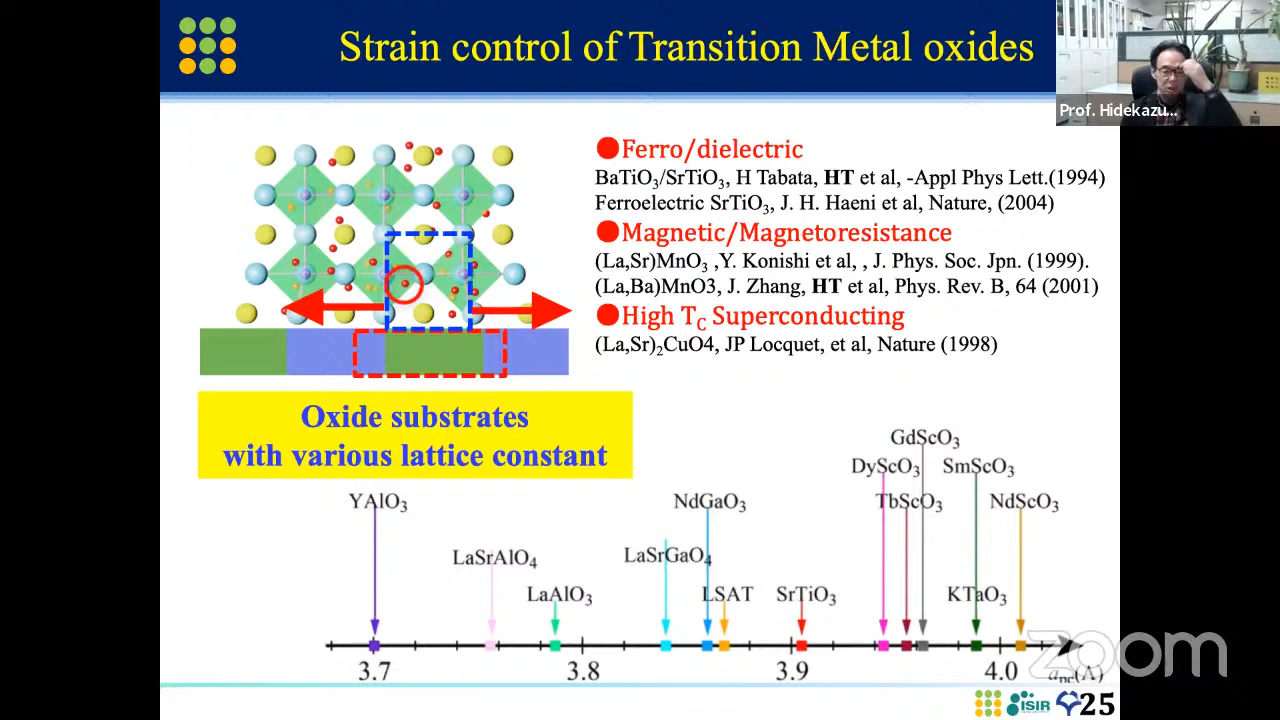 Strain control of Transition Metal oxides
Prof. Hidekazu...
●Ferro/dielectric
BaTiO₃/SrTiO₃, H Tabata, HT et al, -Appl Phys Lett.(1994)
Ferroelectric SrTiO₃, J. H. Haeni et al, Nature, (2004)
●Magnetic/Magnetoresistance
(La,Sr)MnO₃ ,Y. Konishi et al, , J. Phys. Soc. Jpn. (1999).
(La,Ba)MnO3, J. Zhang, HT et al, Phys. Rev. B, 64 (2001)
●High T_C Superconducting
(La,Sr)₂CuO4, JP Locquet, et al, Nature (1998)
Oxide substrates
with various lattice constant
GdScO₃
DyScO₃ SmScO₃
YAlO₃ NdGaO₃ TbScO₃ NdScO₃
LaSrAlO₄ LaSrGaO₄
LaAlO₃ LSAT SrTiO₃ KTaO₃
zoom
3.7 3.8 3.9 4.0 a_pc(A)
ISIR 25